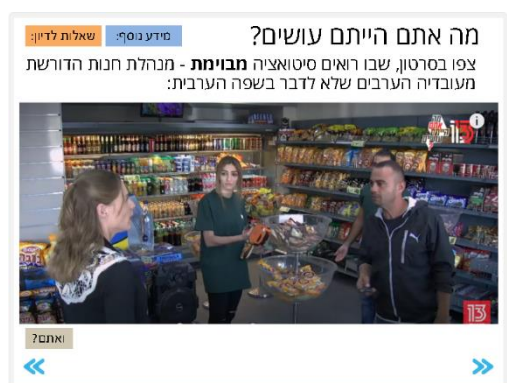 מה אתם הייתם עושים?
מידע נוסף:
שאלות לדיון:
צפו בסרטון, שבו רואים סיטואציה מבוימת - מנהלת חנות הדורשת
מעובדיה הערבים שלא לדבר בשפה הערבית:
13
13
ואתם?